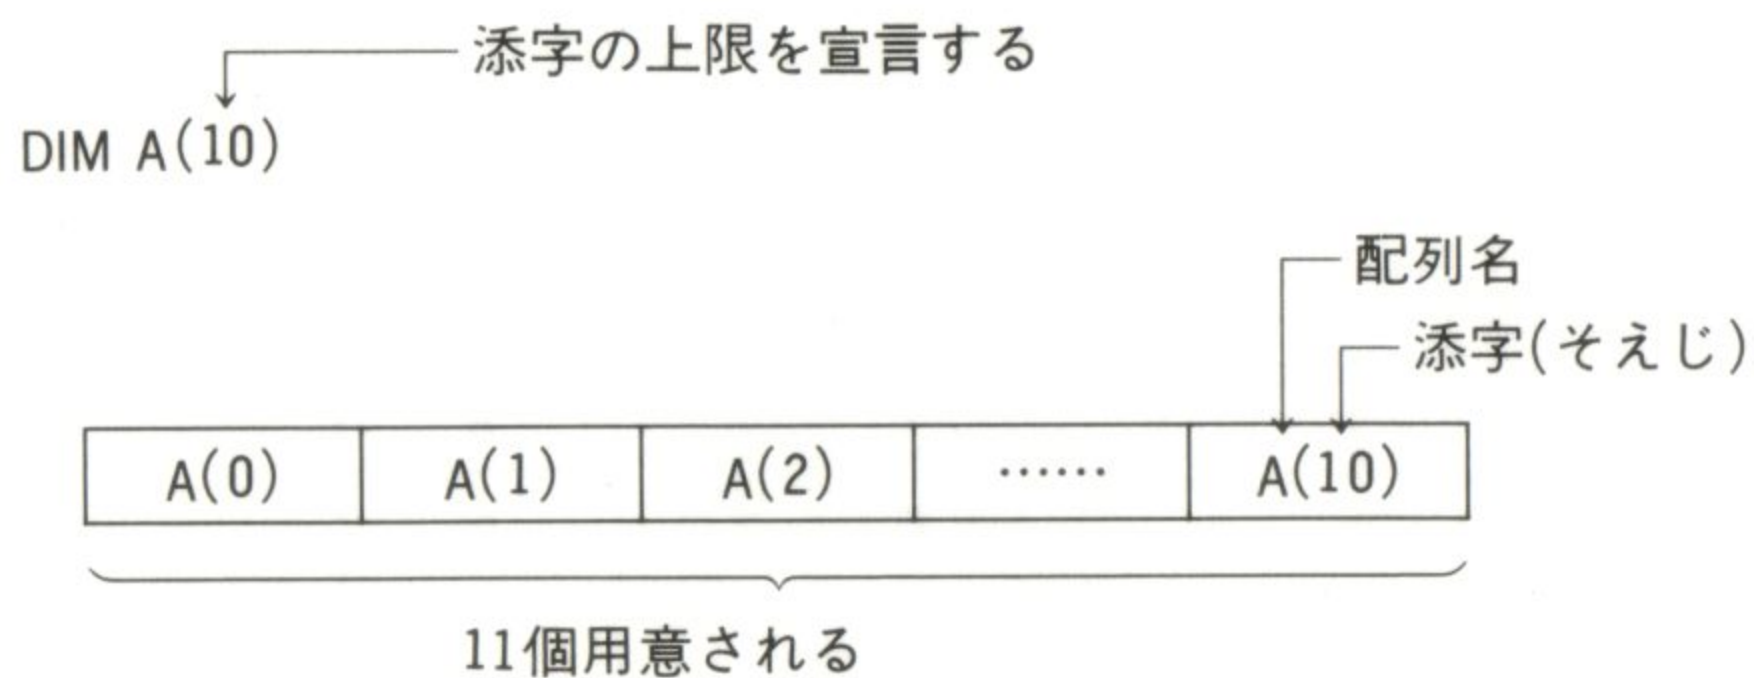 添字の上限を宣言する
DIM A(10)
配列名
添字(そえじ)
A(0) A(1) A(2) …… A(10)
11個用意される